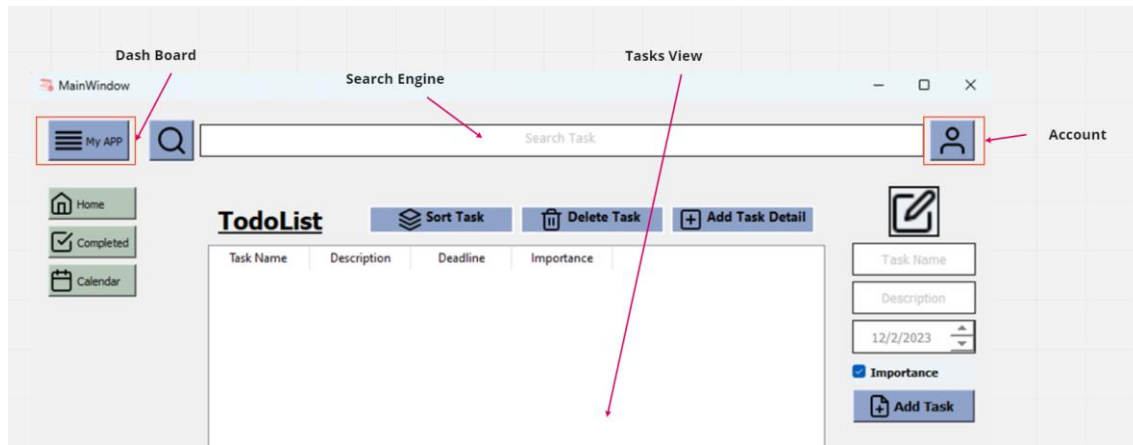 Dash Board
Tasks View
Search Engine
MainWindow
My APP
Search Task
Account
Home
Completed
Calendar
TodoList
Sort Task
Delete Task
Add Task Detail
Task Name
Description
Deadline
Importance
Task Name
Description
12/2/2023
Importance
Add Task